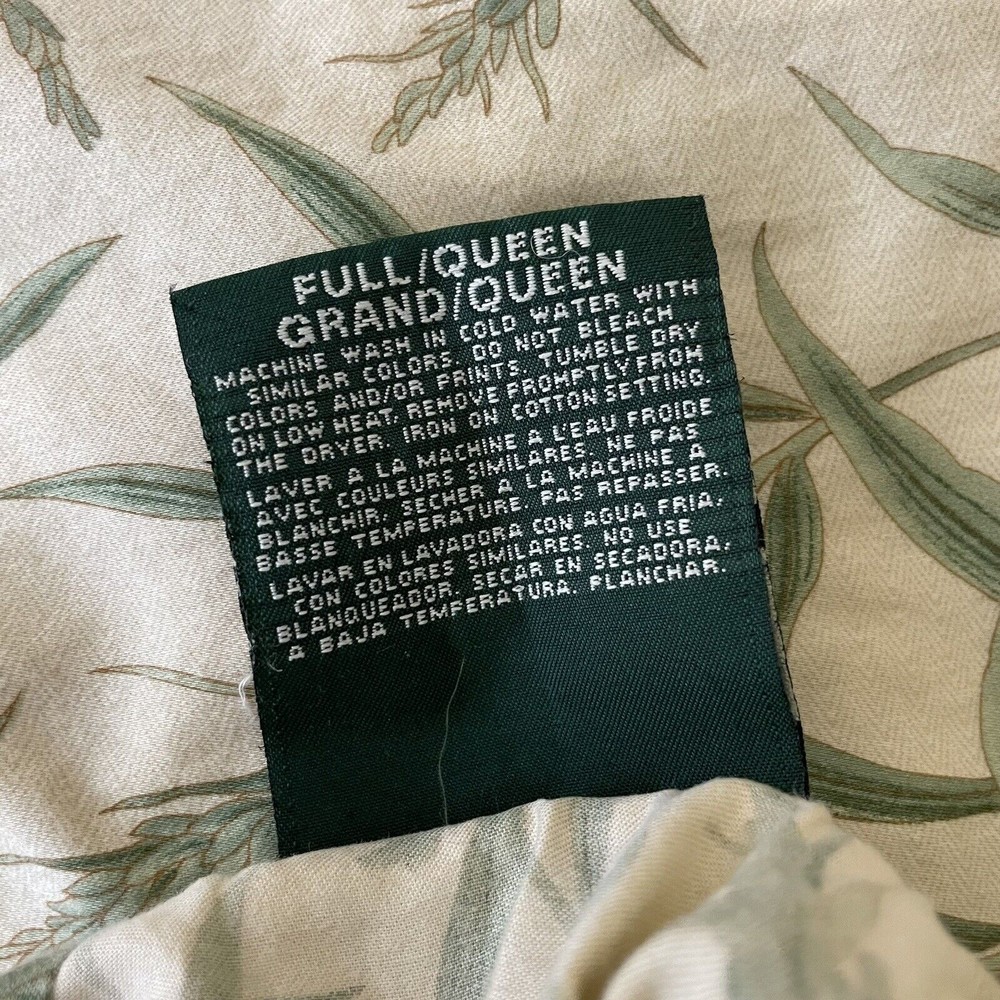 FULL/QUEEN
GRAND/QUEEN
MACHINE WASH IN COLD WATER WITH
SIMILAR COLORS. DO NOT BLEACH
COLORS AND/OR PRINTS. TUMBLE DRY
ON LOW HEAT. REMOVE PROMPTLY FROM
THE DRYER. IRON ON COTTON SETTING.
LAVER A LA MACHINE A L'EAU FROIDE
AVEC COULEURS SIMILARES. NE PAS
BLANCHIR. SECHER A LA MACHINE A
BASSE TEMPERATURE. PAS REPASSER.
LAVAR EN LAVADORA CON AGUA FRIA.
CON COLORES SIMILARES. NO USE
BLANQUEADOR. SECAR EN SECADORA,
A BAJA TEMPERATURA. PLANCHAR.